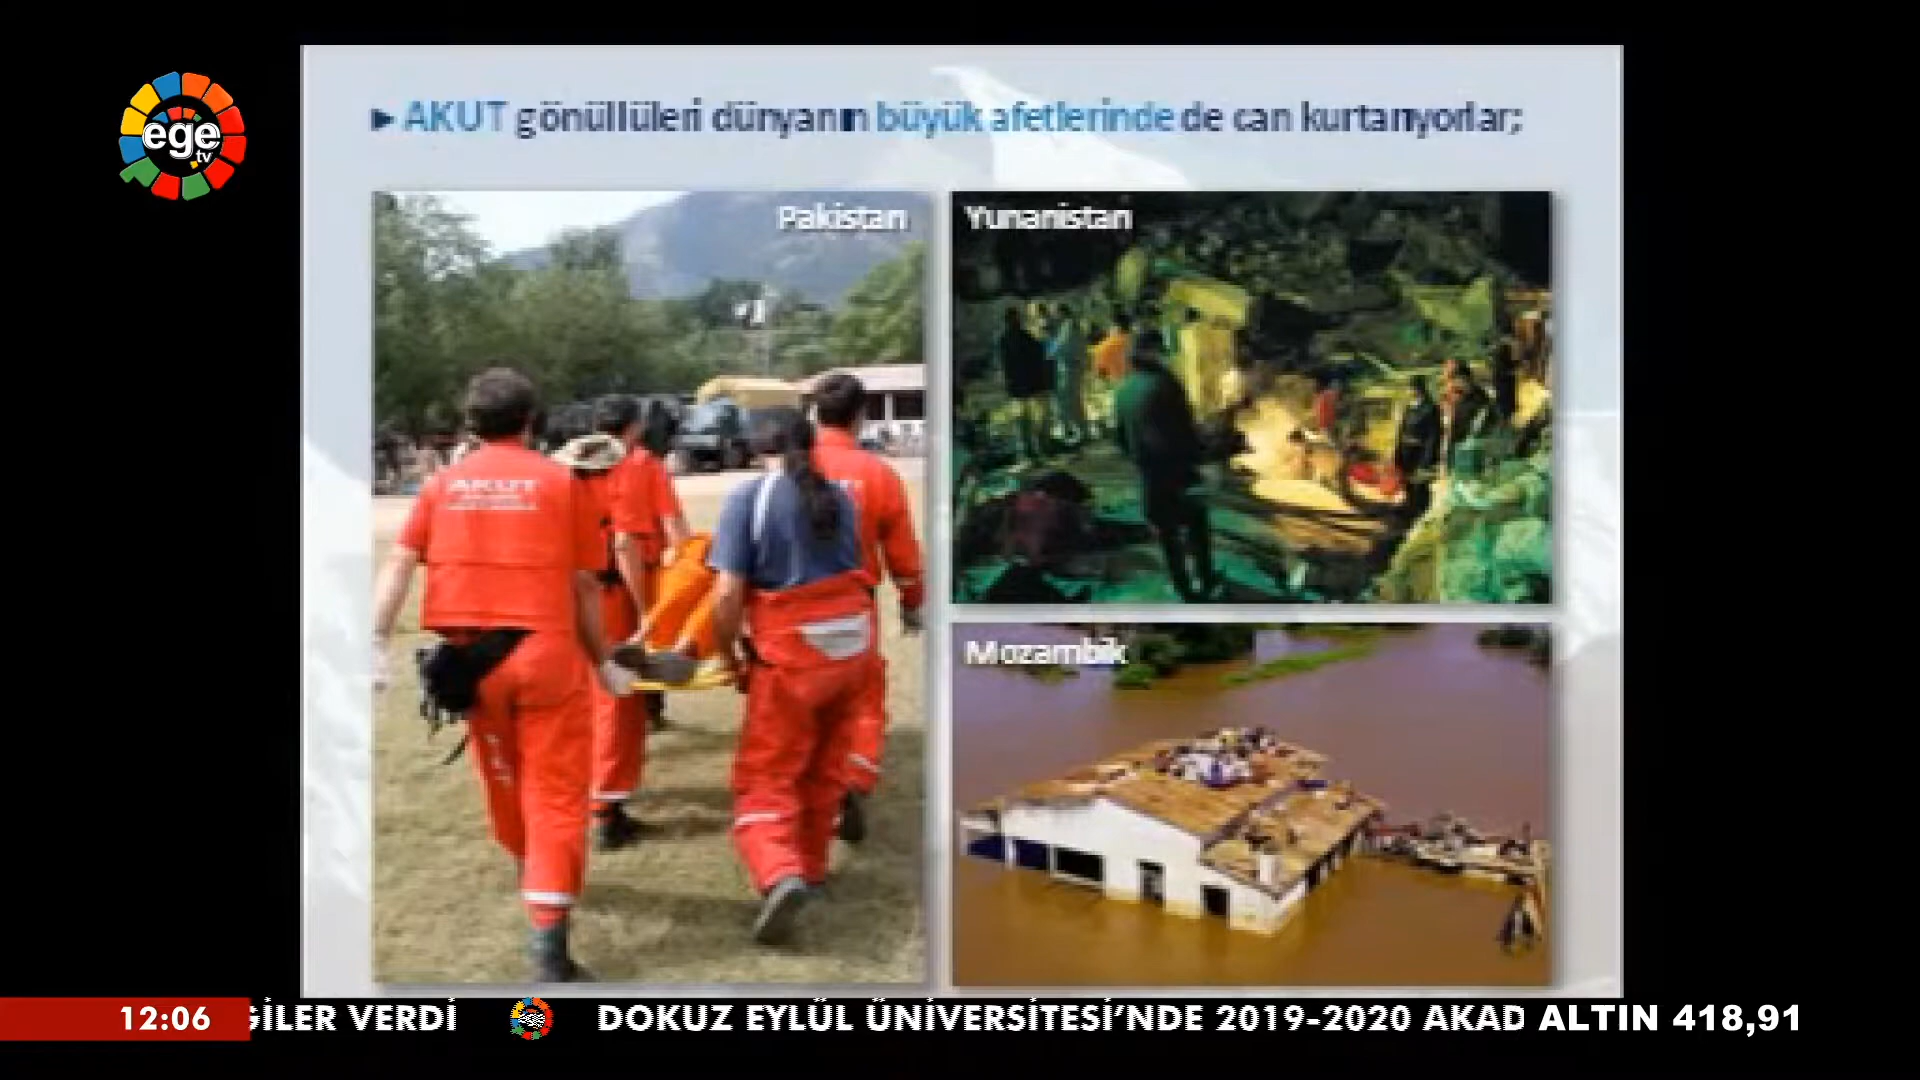 ege
tv
► AKUT gönüllüleri dünyanın büyük afetlerinde de can kurtarıyorlar;
Pakistan
Yunanistan
AKUT
Mozambik
12:06
GİLER VERDİ
DOKUZ EYLÜL ÜNİVERSİTESİ'NDE 2019-2020 AKAD
ALTIN 418,91